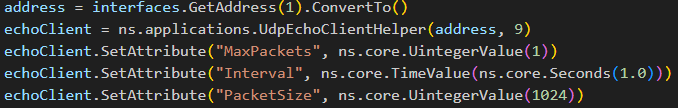 address = interfaces.GetAddress(1).ConvertTo()
echoClient = ns.applications.UdpEchoClientHelper(address, 9)
echoClient.SetAttribute("MaxPackets", ns.core.UintegerValue(1))
echoClient.SetAttribute("Interval", ns.core.TimeValue(ns.core.Seconds(1.0)))
echoClient.SetAttribute("PacketSize", ns.core.UintegerValue(1024))